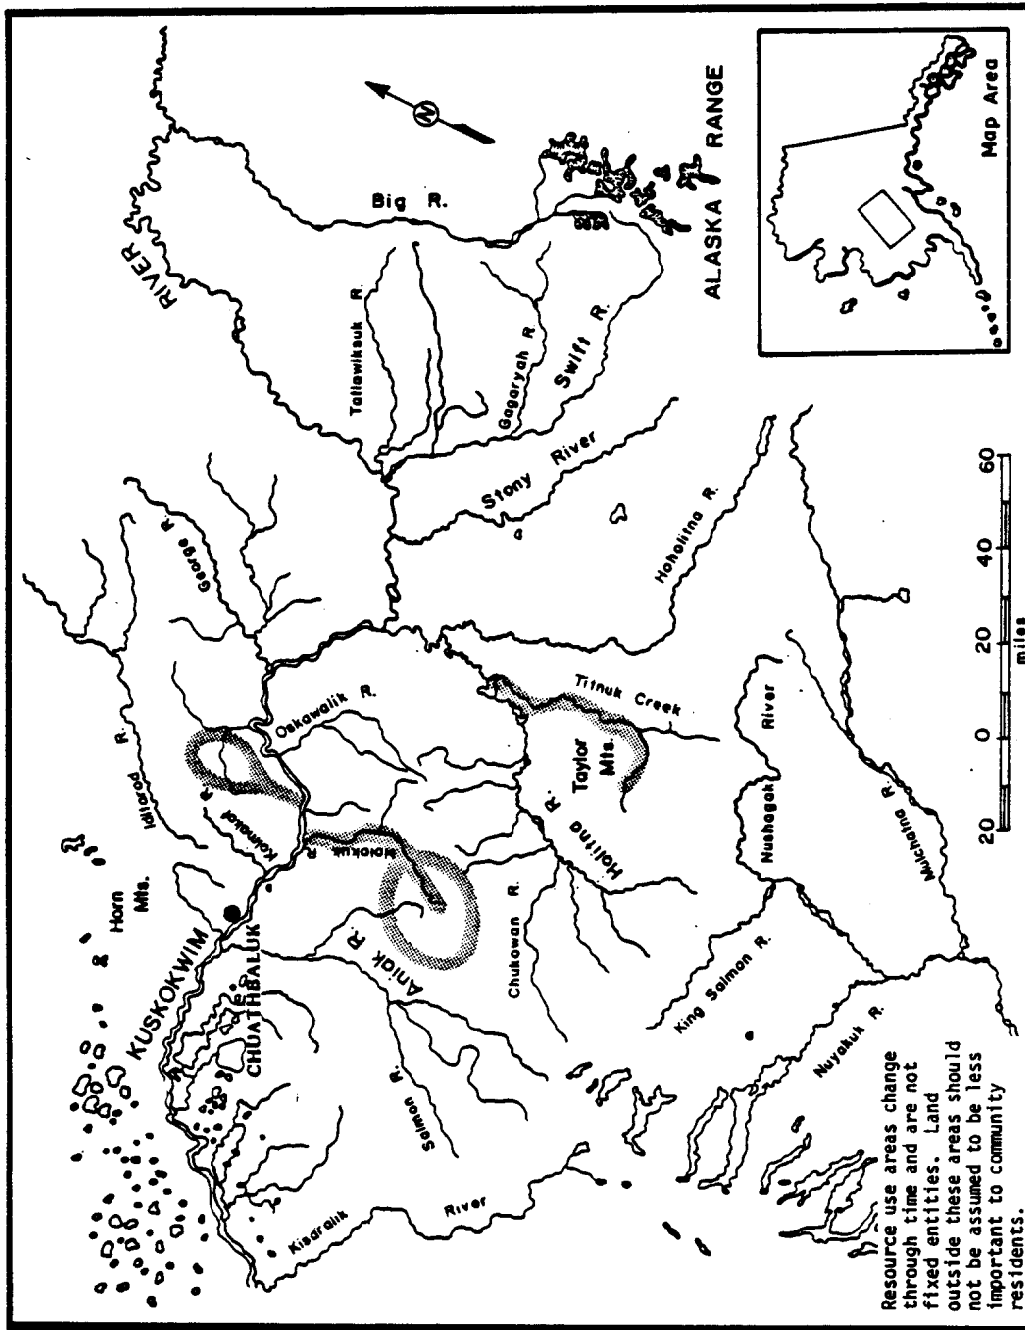 RIVER
Big R.
N
ALASKA RANGE
Map Area
Tatlawiksuk R.
Gagaryah R.
Swift R.
Stony River
Hoholitna R.
George R.
Iditarod R.
Oskawalik R.
Kolmakof R.
Horn
Mts.
KUSKOKWIM
CHUATHBALUK
Holokuk R.
Aniak R.
Titnuk Creek
Taylor
Mts.
Holitna R.
Chukowan R.
Salmon R.
Kisaralik River
Nushagak River
King Salmon R.
Mulchatna R.
Nuyakuk R.
20 0 20 40 60
miles
Resource use areas change
through time and are not
fixed entities. Land
outside these areas should
not be assumed to be less
important to community
residents.